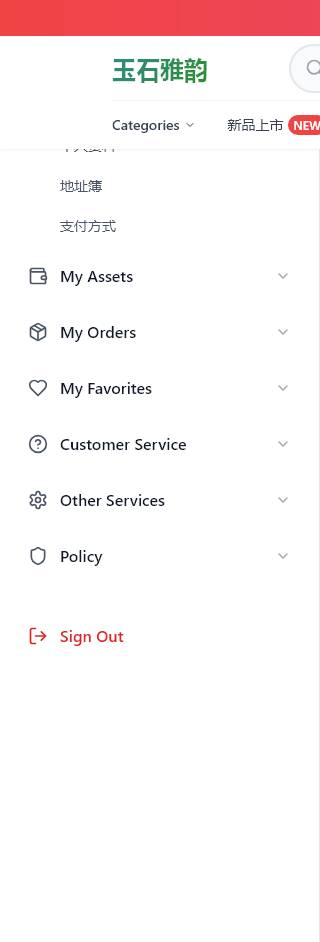 玉石雅韵
Categories
新品上市 NEW
地址簿
支付方式
My Assets
My Orders
My Favorites
Customer Service
Other Services
Policy
Sign Out